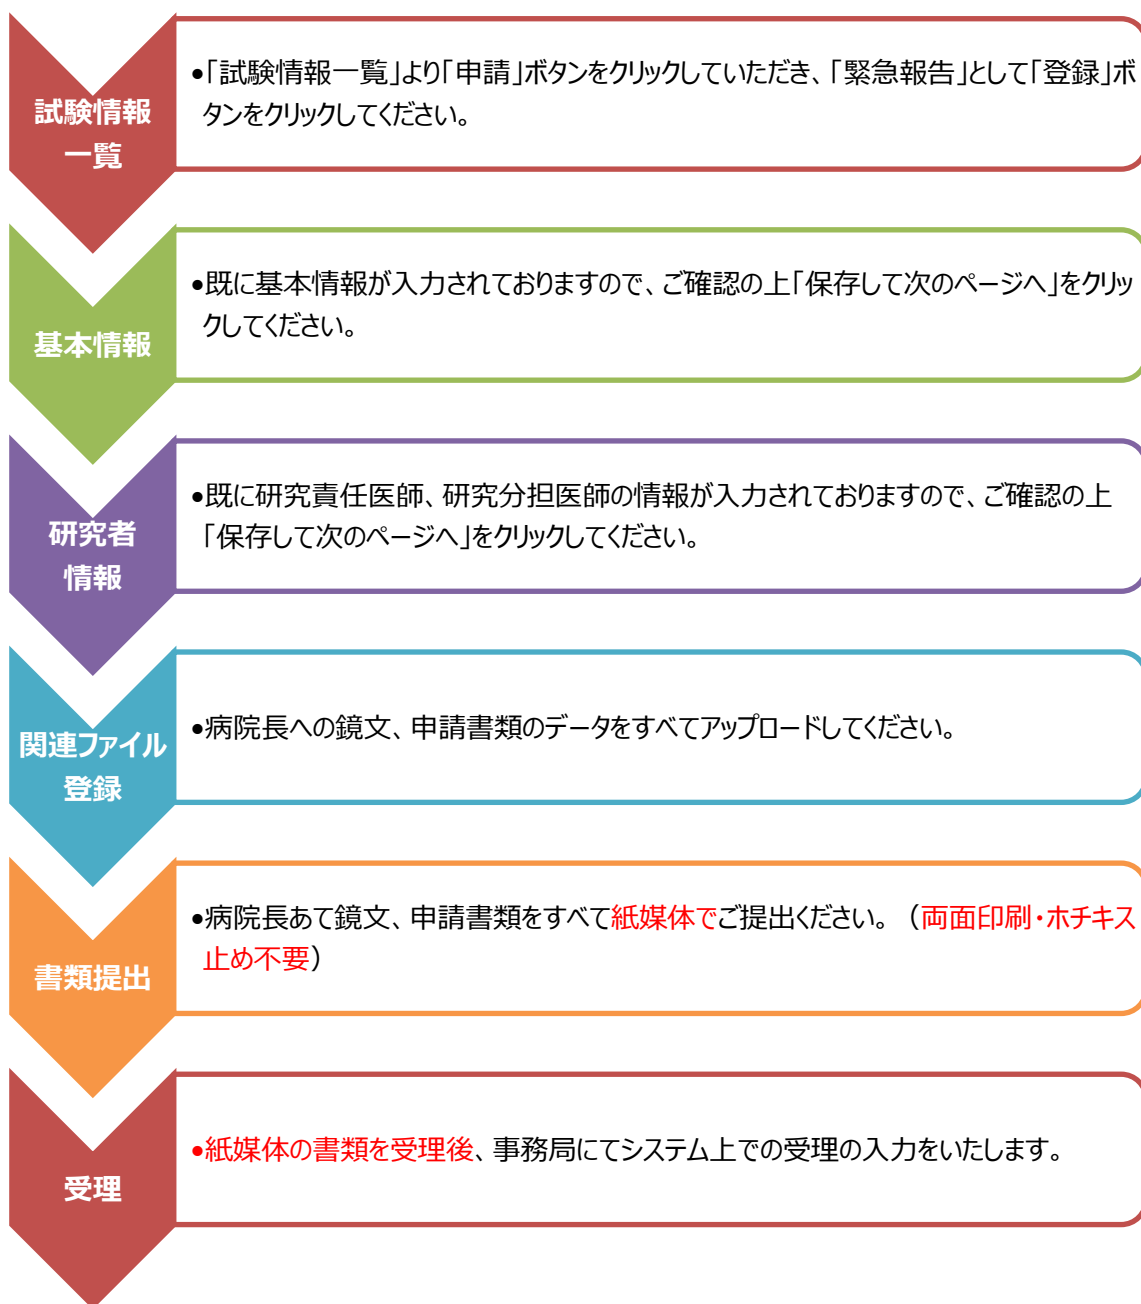 試験情報
一覧
•「試験情報一覧」より「申請」ボタンをクリックしていただき、「緊急報告」として「登録」ボ
タンをクリックしてください。
基本情報
•既に基本情報が入力されておりますので、ご確認の上「保存して次のページへ」をクリッ
クしてください。
研究者
情報
•既に研究責任医師、研究分担医師の情報が入力されておりますので、ご確認の上
「保存して次のページへ」をクリックしてください。
関連ファイル
登録
•病院長への鏡文、申請書類のデータをすべてアップロードしてください。
書類提出
•病院長あて鏡文、申請書類をすべて紙媒体でご提出ください。（両面印刷・ホチキス
止め不要）
受理
•紙媒体の書類を受理後、事務局にてシステム上での受理の入力をいたします。